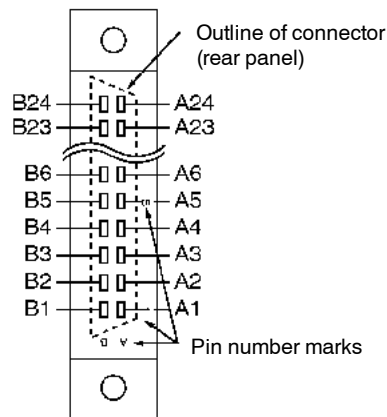 Outline of connector
(rear panel)
B24 A24
B23 A23
B6 A6
B5 5 A5
B4 A4
B3 A3
B2 A2
B1 A1
B A
Pin number marks